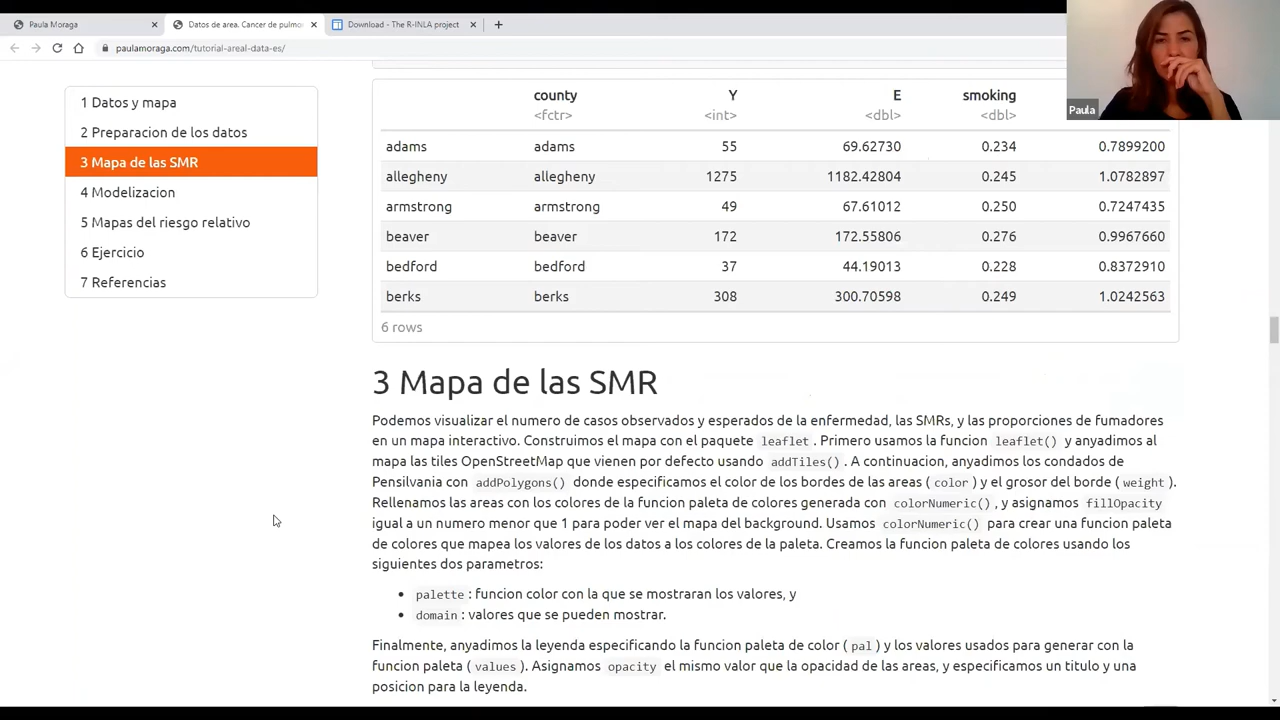 Paula Moraga
Datos de area. Cancer de pulmo
Download - The R-INLA project
paulamoraga.com/tutorial-areal-data-es/
Paula
1 Datos y mapa
2 Preparacion de los datos
3 Mapa de las SMR
4 Modelizacion
5 Mapas del riesgo relativo
6 Ejercicio
7 Referencias
county Y E smoking
<fctr> <int> <dbl> <dbl>
adams adams 55 69.62730 0.234 0.7899200
allegheny allegheny 1275 1182.42804 0.245 1.0782897
armstrong armstrong 49 67.61012 0.250 0.7247435
beaver beaver 172 172.55806 0.276 0.9967660
bedford bedford 37 44.19013 0.228 0.8372910
berks berks 308 300.70598 0.249 1.0242563
6 rows
3 Mapa de las SMR
Podemos visualizar el numero de casos observados y esperados de la enfermedad, las SMRs, y las proporciones de fumadores
en un mapa interactivo. Construimos el mapa con el paquete leaflet . Primero usamos la funcion leaflet() y anyadimos al
mapa las tiles OpenStreetMap que vienen por defecto usando addTiles() . A continuacion, anyadimos los condados de
Pensilvania con addPolygons() donde especificamos el color de los bordes de las areas ( color ) y el grosor del borde ( weight ).
Rellenamos las areas con los colores de la funcion paleta de colores generada con colorNumeric() , y asignamos fillOpacity
igual a un numero menor que 1 para poder ver el mapa del background. Usamos colorNumeric() para crear una funcion paleta
de colores que mapea los valores de los datos a los colores de la paleta. Creamos la funcion paleta de colores usando los
siguientes dos parametros:
• palette : funcion color con la que se mostraran los valores, y
• domain : valores que se pueden mostrar.
Finalmente, anyadimos la leyenda especificando la funcion paleta de color ( pal ) y los valores usados para generar con la
funcion paleta ( values ). Asignamos opacity el mismo valor que la opacidad de las areas, y especificamos un titulo y una
posicion para la leyenda.